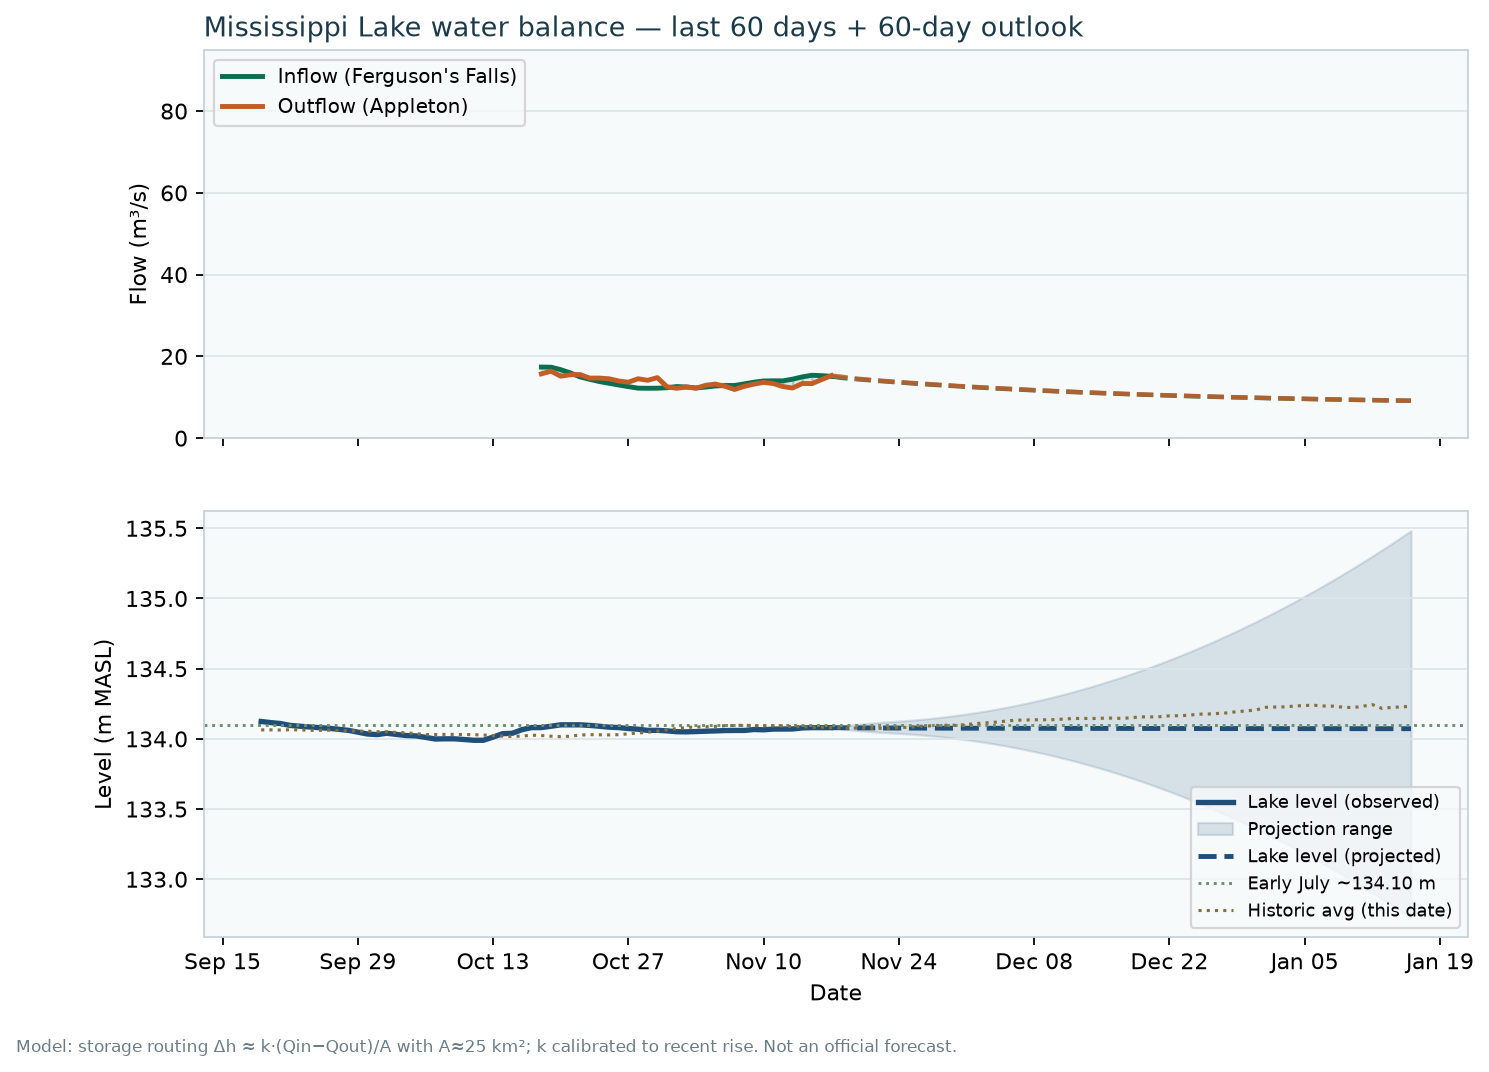 Mississippi Lake water balance — last 60 days + 60-day outlook
Inflow (Ferguson's Falls)
Outflow (Appleton)
Flow (m³/s)
80
60
40
20
0
135.5
135.0
134.5
134.0
133.5
133.0
Level (m MASL)
Lake level (observed)
Projection range
Lake level (projected)
Early July ~134.10 m
Historic avg (this date)
Sep 15 Sep 29 Oct 13 Oct 27 Nov 10 Nov 24 Dec 08 Dec 22 Jan 05 Jan 19
Date
Model: storage routing Δh ≈ k·(Qin−Qout)/A with A≈25 km²; k calibrated to recent rise. Not an official forecast.